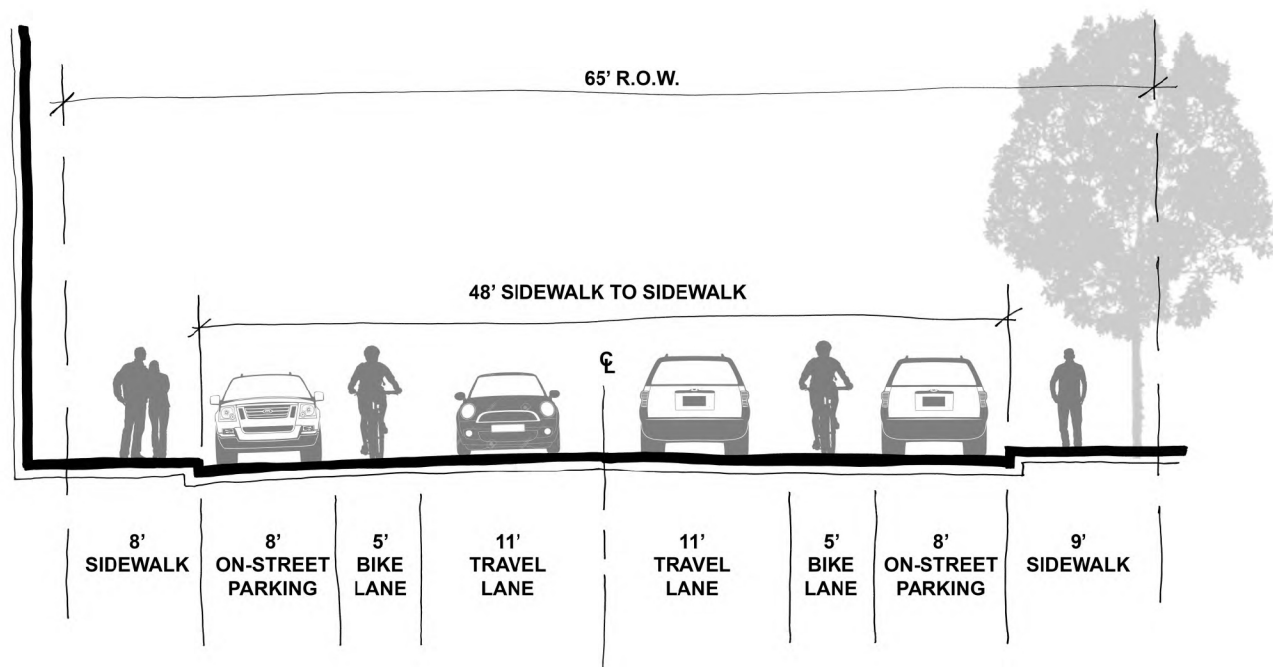 65’ R.O.W.
48’ SIDEWALK TO SIDEWALK
℄
8’
SIDEWALK
8’
ON-STREET
PARKING
5’
BIKE
LANE
11’
TRAVEL
LANE
11’
TRAVEL
LANE
5’
BIKE
LANE
8’
ON-STREET
PARKING
9’
SIDEWALK